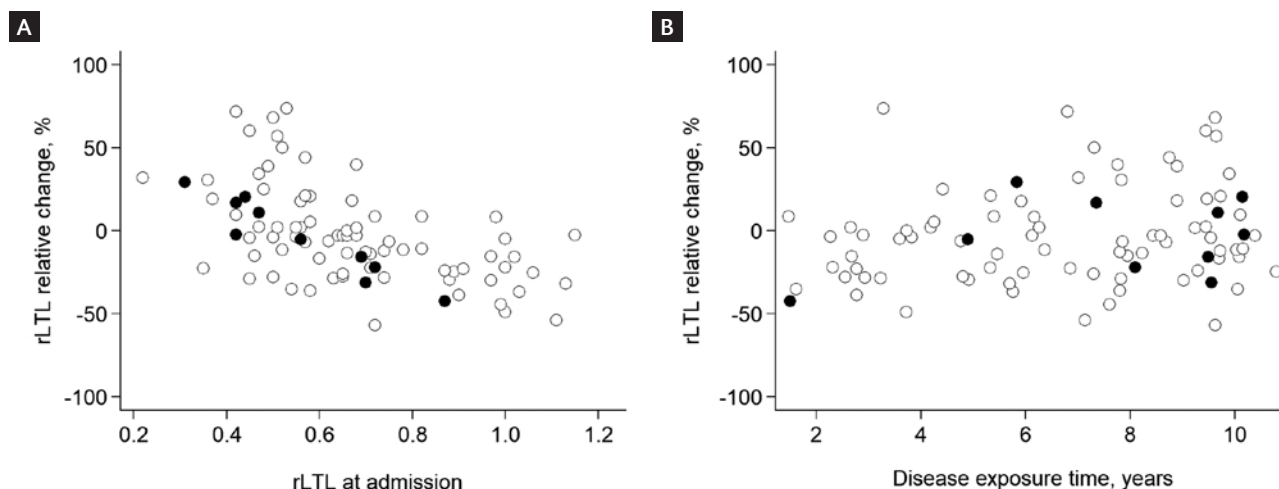 A
rLTL relative change, %
100
50
0
-50
-100
0.2 0.4 0.6 0.8 1.0 1.2
rLTL at admission
B
rLTL relative change, %
100
50
0
-50
-100
2 4 6 8 10
Disease exposure time, years